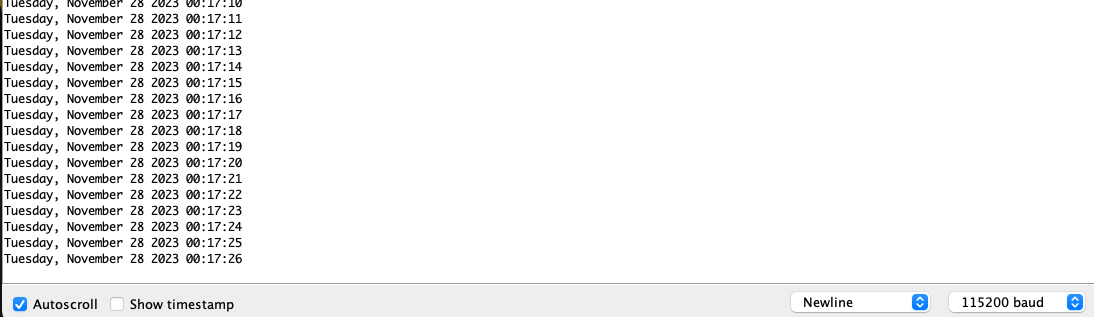 Tuesday, November 28 2023 00:17:10
Tuesday, November 28 2023 00:17:11
Tuesday, November 28 2023 00:17:12
Tuesday, November 28 2023 00:17:13
Tuesday, November 28 2023 00:17:14
Tuesday, November 28 2023 00:17:15
Tuesday, November 28 2023 00:17:16
Tuesday, November 28 2023 00:17:17
Tuesday, November 28 2023 00:17:18
Tuesday, November 28 2023 00:17:19
Tuesday, November 28 2023 00:17:20
Tuesday, November 28 2023 00:17:21
Tuesday, November 28 2023 00:17:22
Tuesday, November 28 2023 00:17:23
Tuesday, November 28 2023 00:17:24
Tuesday, November 28 2023 00:17:25
Tuesday, November 28 2023 00:17:26
Autoscroll Show timestamp Newline 115200 baud